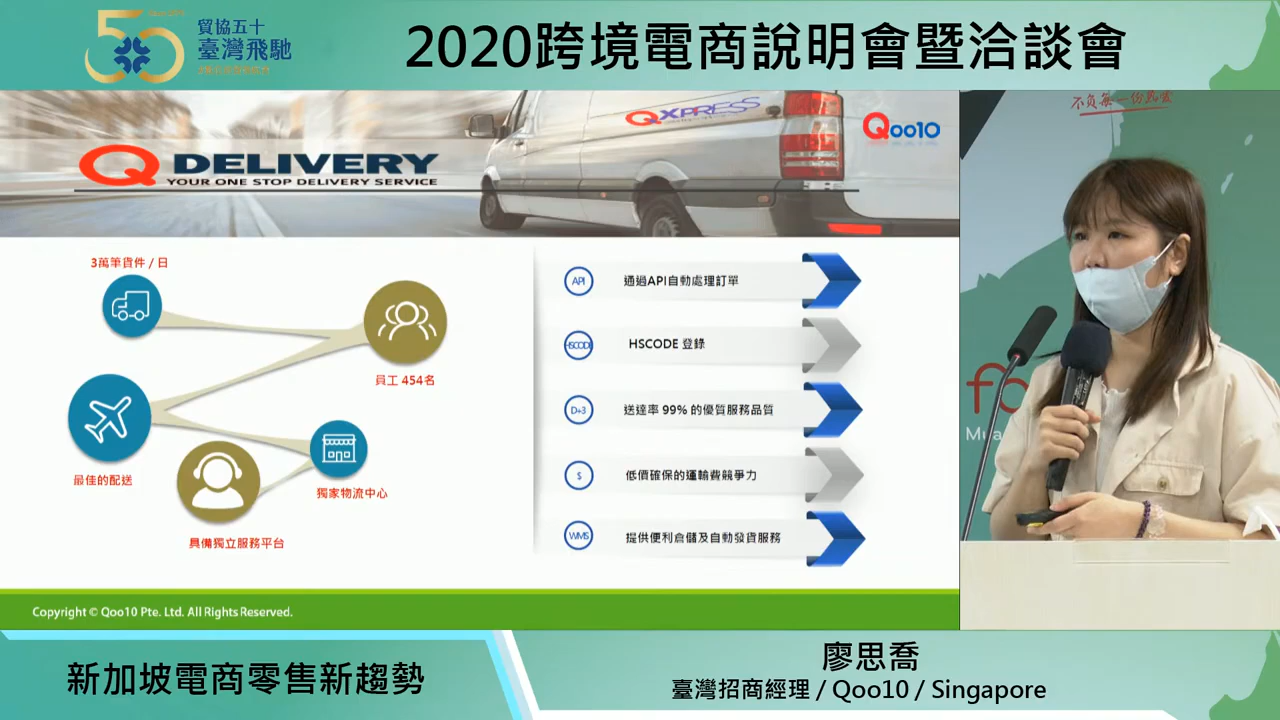 50
貿協五十
臺灣飛馳
2020跨境電商說明會暨洽談會
QXPRESS
Qoo10
Q DELIVERY
YOUR ONE STOP DELIVERY SERVICE
3萬筆貨件 / 日
員工 454名
最佳的配送
獨家物流中心
具備獨立服務平台
API
通過API自動處理訂單
HSCODE
HSCODE 登錄
D+3
送達率 99% 的優質服務品質
$
低價確保的運輸費競爭力
WMS
提供便利倉儲及自動發貨服務
Copyright © Qoo10 Pte. Ltd. All Rights Reserved.
新加坡電商零售新趨勢
廖思喬
臺灣招商經理 / Qoo10 / Singapore